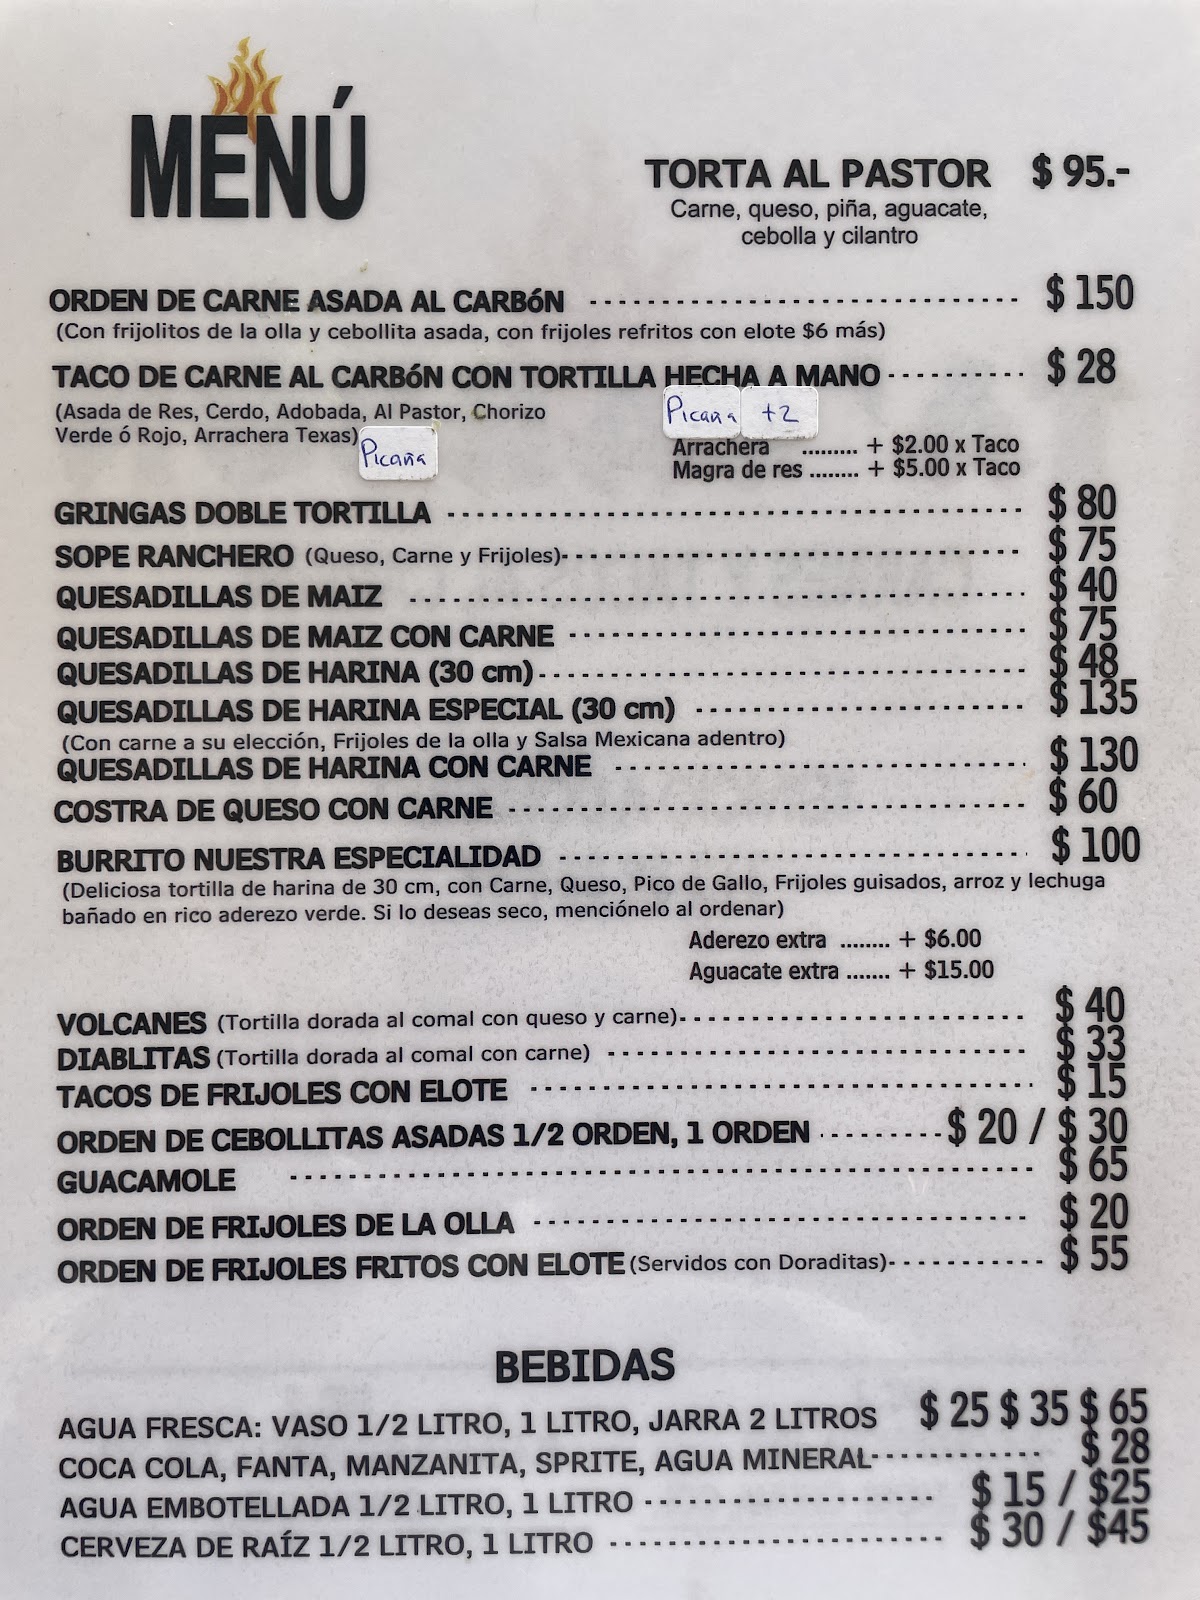 MENÚ
TORTA AL PASTOR $ 95.-
Carne, queso, piña, aguacate,
cebolla y cilantro
ORDEN DE CARNE ASADA AL CARBóN $ 150
(Con frijolitos de la olla y cebollita asada, con frijoles refritos con elote $6 más)
TACO DE CARNE AL CARBóN CON TORTILLA HECHA A MANO $ 28
(Asada de Res, Cerdo, Adobada, Al Pastor, Chorizo
Verde ó Rojo, Arrachera Texas)
Picaña
Picaña +2
Arrachera ......... + $2.00 x Taco
Magra de res ........ + $5.00 x Taco
GRINGAS DOBLE TORTILLA $ 80
SOPE RANCHERO (Queso, Carne y Frijoles) $ 75
QUESADILLAS DE MAIZ $ 40
QUESADILLAS DE MAIZ CON CARNE $ 75
QUESADILLAS DE HARINA (30 cm) $ 48
QUESADILLAS DE HARINA ESPECIAL (30 cm) $ 135
(Con carne a su elección, Frijoles de la olla y Salsa Mexicana adentro)
QUESADILLAS DE HARINA CON CARNE $ 130
COSTRA DE QUESO CON CARNE $ 60
BURRITO NUESTRA ESPECIALIDAD $ 100
(Deliciosa tortilla de harina de 30 cm, con Carne, Queso, Pico de Gallo, Frijoles guisados, arroz y lechuga
bañado en rico aderezo verde. Si lo deseas seco, menciónelo al ordenar)
Aderezo extra ........ + $6.00
Aguacate extra ....... + $15.00
VOLCANES (Tortilla dorada al comal con queso y carne) $ 40
DIABLITAS (Tortilla dorada al comal con carne) $ 33
TACOS DE FRIJOLES CON ELOTE $ 15
ORDEN DE CEBOLLITAS ASADAS 1/2 ORDEN, 1 ORDEN $ 20 / $ 30
GUACAMOLE $ 65
ORDEN DE FRIJOLES DE LA OLLA $ 20
ORDEN DE FRIJOLES FRITOS CON ELOTE (Servidos con Doraditas) $ 55
BEBIDAS
AGUA FRESCA: VASO 1/2 LITRO, 1 LITRO, JARRA 2 LITROS $ 25 $ 35 $ 65
COCA COLA, FANTA, MANZANITA, SPRITE, AGUA MINERAL $ 28
AGUA EMBOTELLADA 1/2 LITRO, 1 LITRO $ 15 / $25
CERVEZA DE RAÍZ 1/2 LITRO, 1 LITRO $ 30 / $45